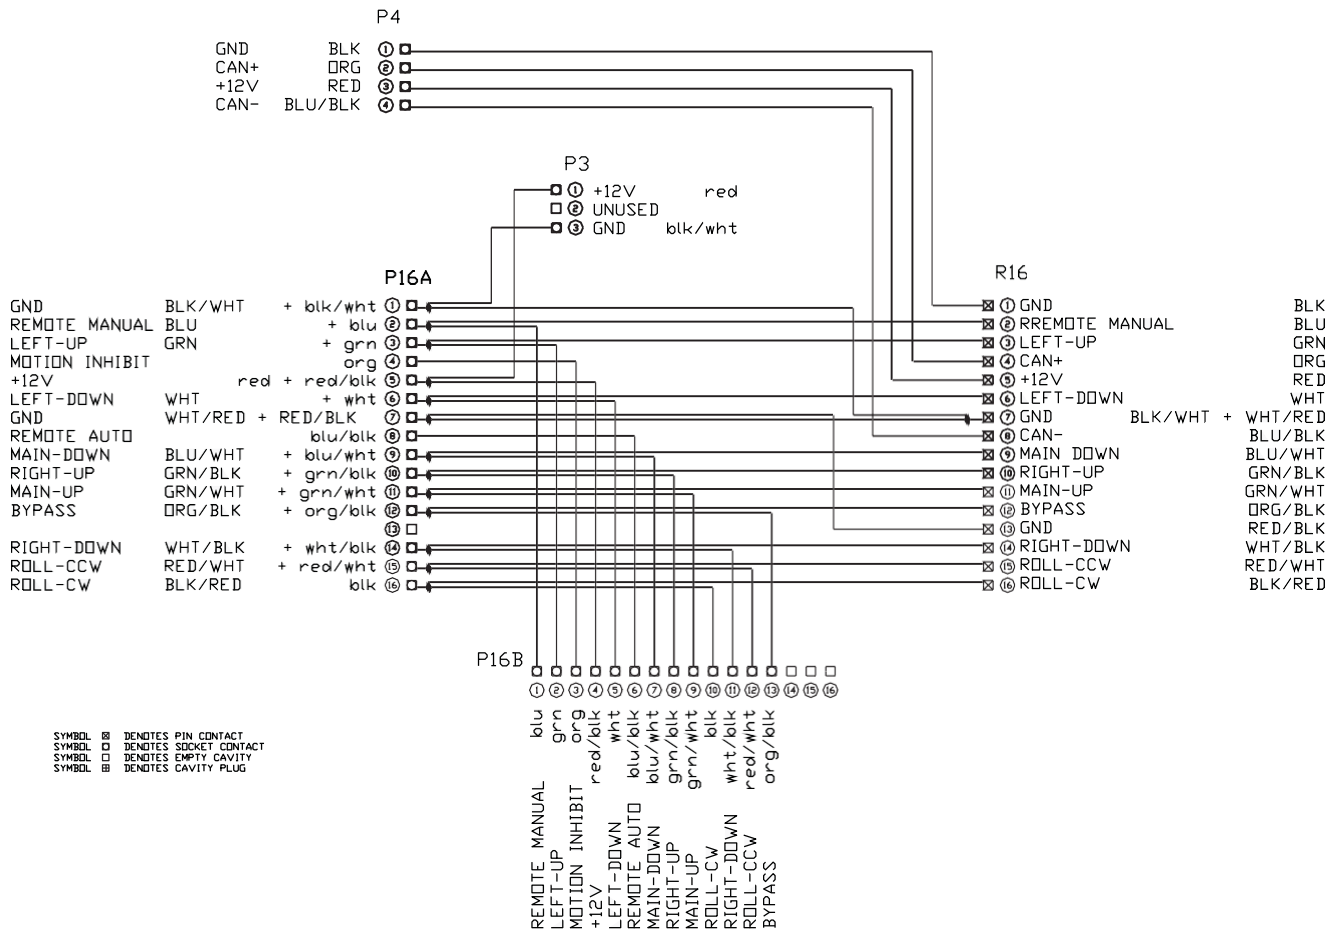 P4
GND BLK 1
CAN+ ORG 2
+12V RED 3
CAN- BLU/BLK 4
P3
1 +12V red
2 UNUSED
3 GND blk/wht
P16A
R16
GND BLK/WHT + blk/wht 1
1 GND BLK
REMOTE MANUAL BLU + blu 2
2 RREMOTE MANUAL BLU
LEFT-UP GRN + grn 3
3 LEFT-UP GRN
MOTION INHIBIT org 4
4 CAN+ ORG
+12V red + red/blk 5
5 +12V RED
LEFT-DOWN WHT + wht 6
6 LEFT-DOWN WHT
GND WHT/RED + RED/BLK 7
7 GND BLK/WHT + WHT/RED
REMOTE AUTO blu/blk 8
8 CAN- BLU/BLK
MAIN-DOWN BLU/WHT + blu/wht 9
9 MAIN DOWN BLU/WHT
RIGHT-UP GRN/BLK + grn/blk 10
10 RIGHT-UP GRN/BLK
MAIN-UP GRN/WHT + grn/wht 11
11 MAIN-UP GRN/WHT
BYPASS ORG/BLK + org/blk 12
12 BYPASS ORG/BLK
13
13 GND RED/BLK
RIGHT-DOWN WHT/BLK + wht/blk 14
14 RIGHT-DOWN WHT/BLK
ROLL-CCW RED/WHT + red/wht 15
15 ROLL-CCW RED/WHT
ROLL-CW BLK/RED blk 16
16 ROLL-CW BLK/RED
P16B
1 2 3 4 5 6 7 8 9 10 11 12 13 14 15 16
blu
grn
org
red/blk
wht
blu/blk
blu/wht
grn/blk
grn/wht
blk
wht/blk
red/wht
org/blk
REMOTE MANUAL
LEFT-UP
MOTION INHIBIT
+12V
LEFT-DOWN
REMOTE AUTO
MAIN-DOWN
RIGHT-UP
MAIN-UP
ROLL-CW
RIGHT-DOWN
ROLL-CCW
BYPASS
SYMBOL DENOTES PIN CONTACT
SYMBOL DENOTES SOCKET CONTACT
SYMBOL DENOTES EMPTY CAVITY
SYMBOL DENOTES CAVITY PLUG